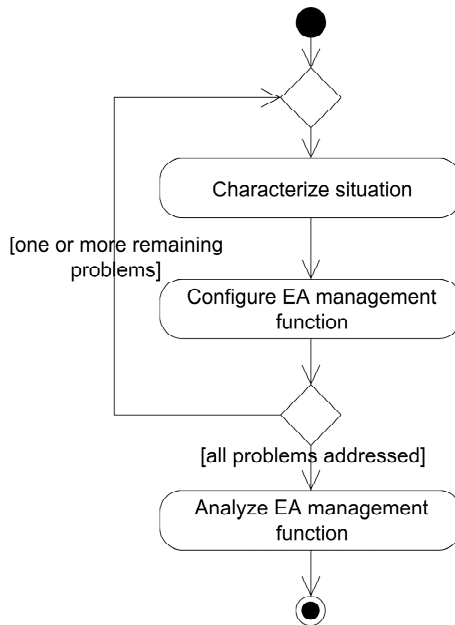 Characterize situation
[one or more remaining
problems]
Configure EA management
function
[all problems addressed]
Analyze EA management
function